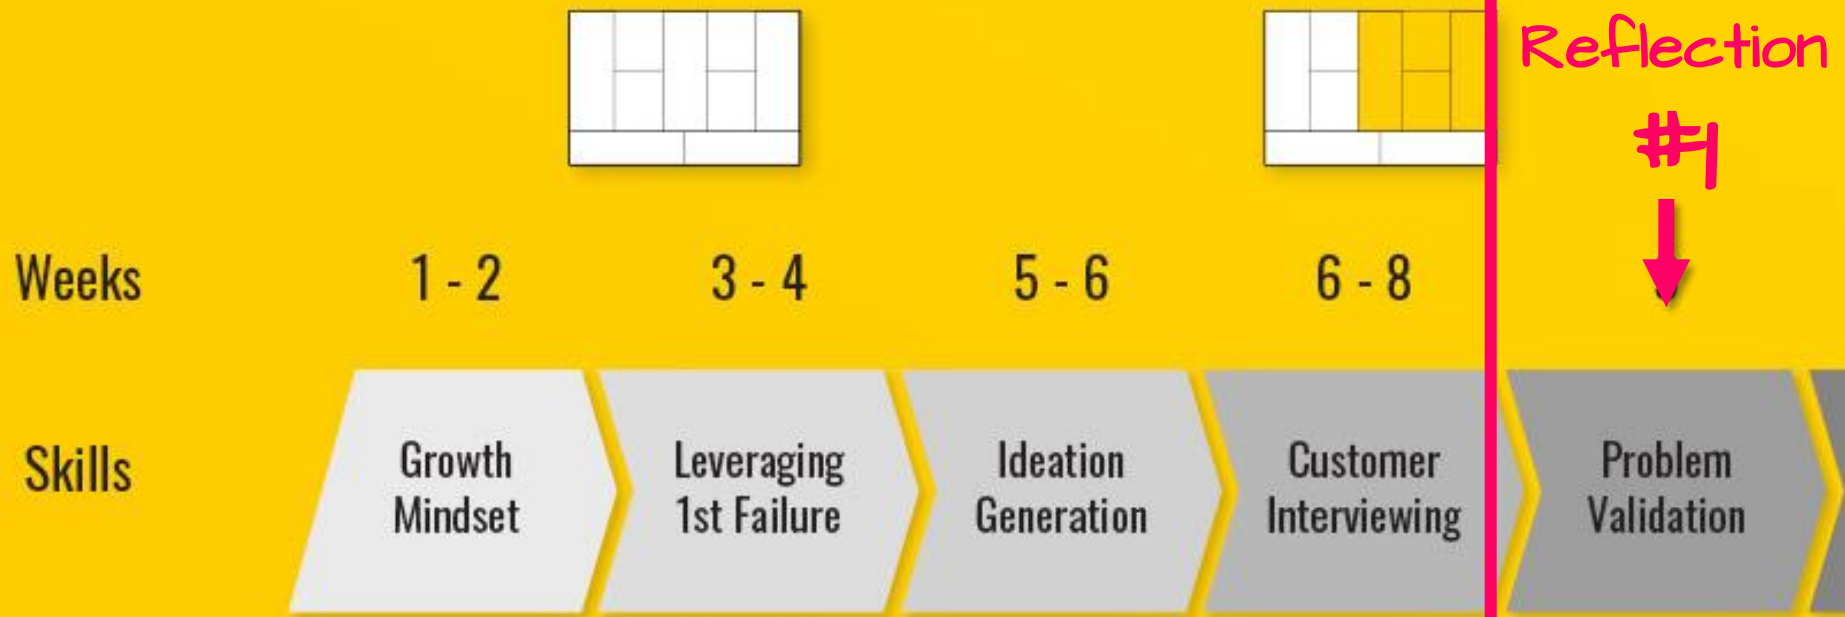 Reflection
#1
Weeks
1 - 2
3 - 4
5 - 6
6 - 8
Skills
Growth
Mindset
Leveraging
1st Failure
Ideation
Generation
Customer
Interviewing
Problem
Validation